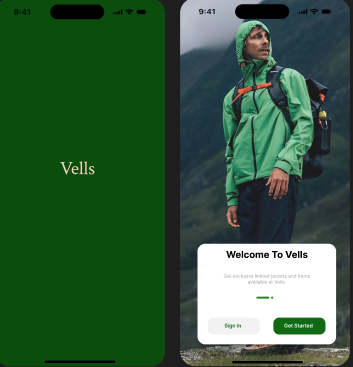 9:41
Vells
9:41
Welcome To Vells
Get exclusive limited jackets and items
available at Vells
Sign In
Get Started